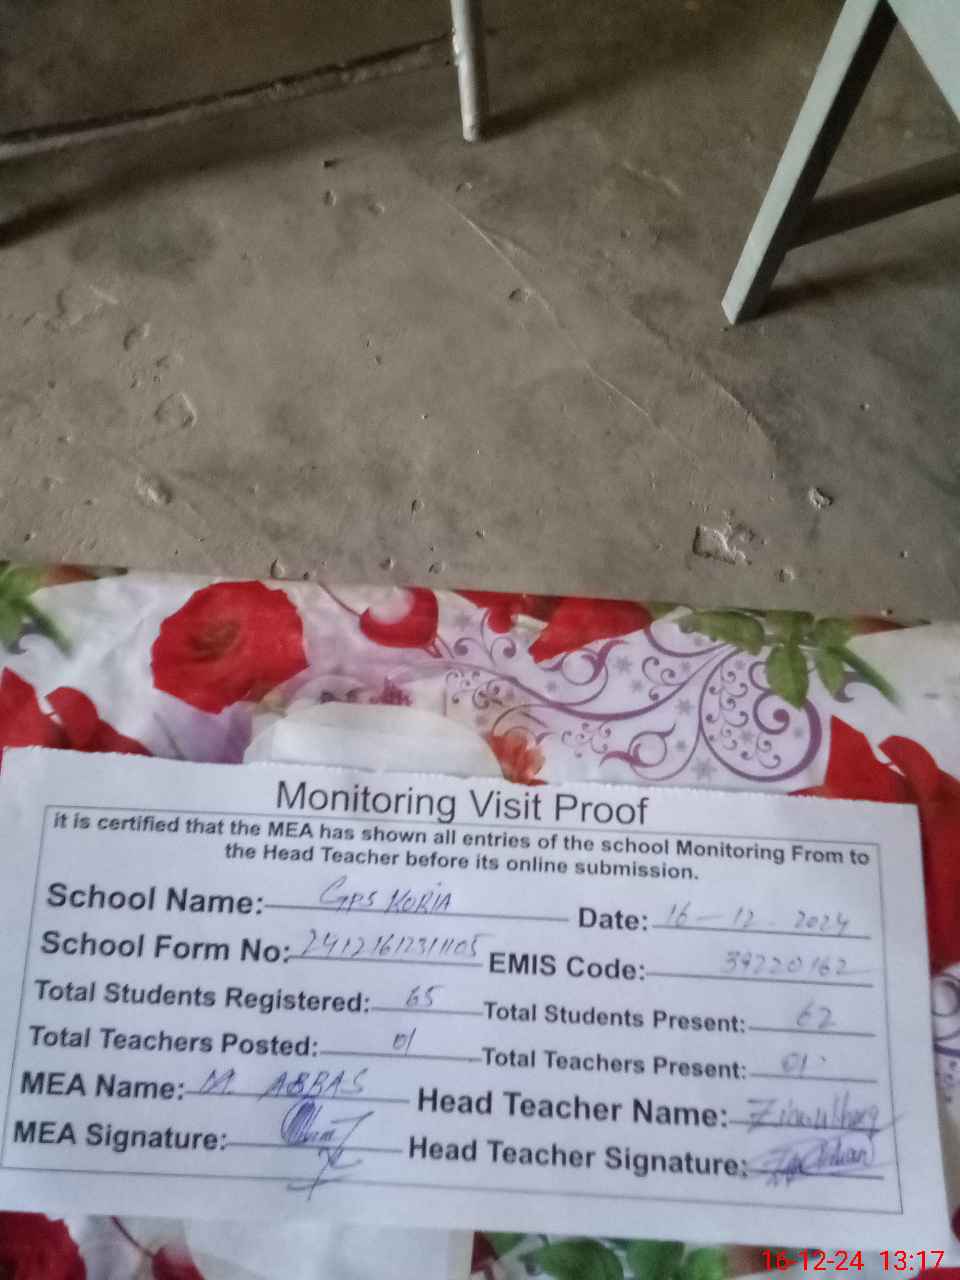 Monitoring Visit Proof
it is certified that the MEA has shown all entries of the school Monitoring From to
the Head Teacher before its online submission.
School Name: GPS KORIA Date: 16-12-2024
School Form No: 24121612311105 EMIS Code: 39220162
Total Students Registered: 65 Total Students Present: 62
Total Teachers Posted: 01 Total Teachers Present: 01
MEA Name: M. ABBAS Head Teacher Name:
MEA Signature: Head Teacher Signature:
16-12-24 13:17